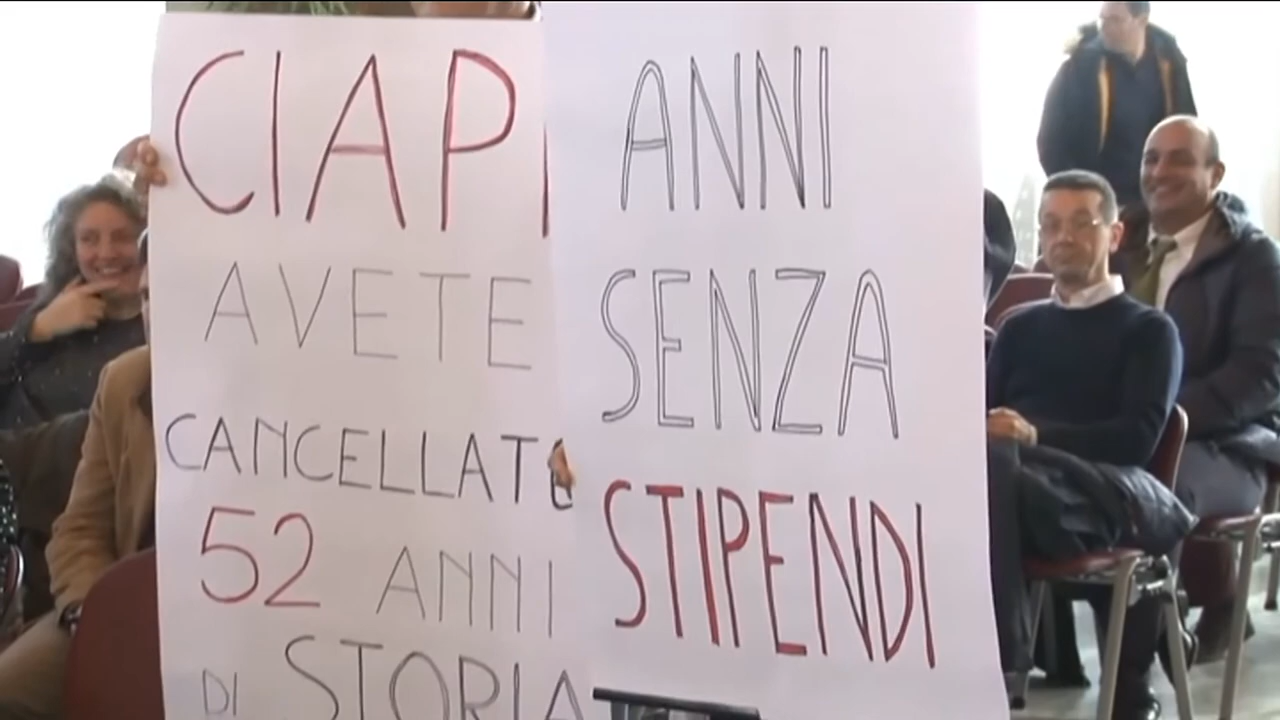 CIAPI
AVETE
CANCELLATO
52 ANNI
DI STORIA
ANNI
SENZA
STIPENDI